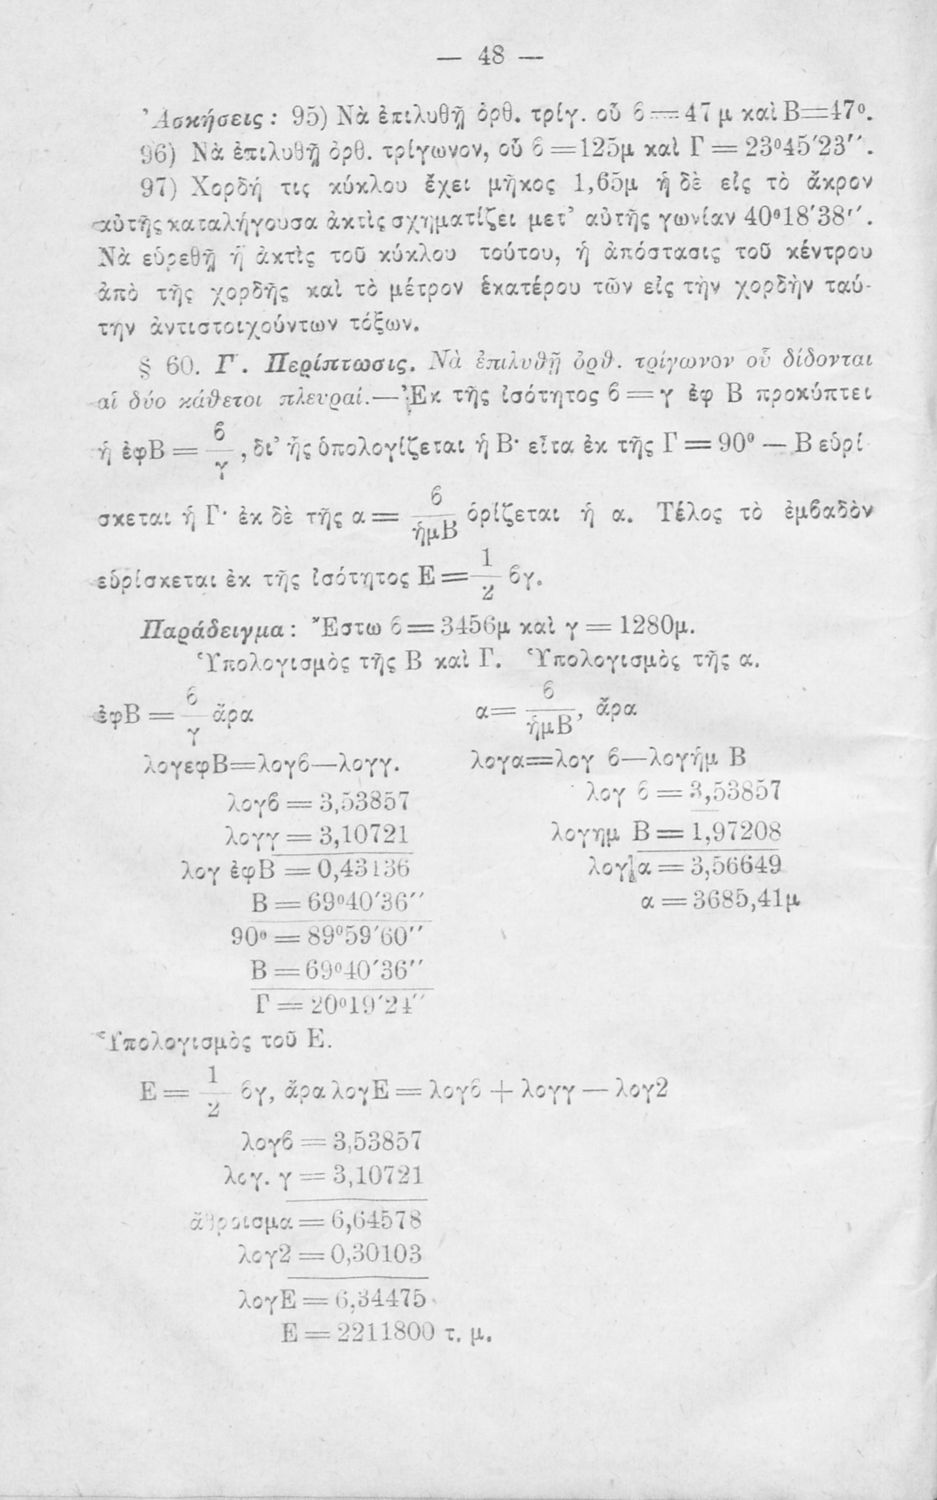 — 48 —
Ἀσκήσεις: 95) Νὰ ἐπιλυθῇ ὀρθ. τρίγ. οὗ ϐ = 47 μ καὶ Β=47°.
96) Νὰ ἐπιλυθῇ ὀρθ. τρίγωνον, οὗ ϐ = 125μ καὶ Γ = 23°45′23″.
97) Χορδή τις κύκλου ἔχει μῆκος 1,65μ ἡ δὲ εἰς τὸ ἄκρον
αὐτῆς καταλήγουσα ἀκτὶς σχηματίζει μετ’ αὐτῆς γωνίαν 40°18′38″.
Νὰ εὑρεθῇ ἡ ἀκτὶς τοῦ κύκλου τούτου, ἡ ἀπόστασις τοῦ κέντρου
ἀπὸ τῆς χορδῆς καὶ τὸ μέτρον ἑκατέρου τῶν εἰς τὴν χορδὴν ταύ-
την ἀντιστοιχούντων τόξων.
§ 60. Γ΄. Περίπτωσις. Νὰ ἐπιλυθῇ ὀρθ. τρίγωνον οὗ δίδονται
αἱ δύο κάθετοι πλευραί.— Ἐκ τῆς ἰσότητος ϐ = γ ἐφ Β προκύπτει
ἡ ἐφΒ = ϐ/γ, δι’ ἧς ὑπολογίζεται ἡ Β· εἶτα ἐκ τῆς Γ = 90° — Β εὑρί
σκεται ἡ Γ· ἐκ δὲ τῆς α = ϐ/ἡμΒ ὁρίζεται ἡ α. Τέλος τὸ ἐμϐαδὸν
εὑρίσκεται ἐκ τῆς ἰσότητος Ε = 1/2 ϐγ.
Παράδειγμα: Ἔστω ϐ = 3456μ καὶ γ = 1280μ.
Ὑπολογισμὸς τῆς Β καὶ Γ. Ὑπολογισμὸς τῆς α.
ἐφΒ = ϐ/γ ἄρα α = ϐ/ἡμΒ, ἄρα
λογεφΒ=λογϐ—λογγ. λογα=λογ ϐ—λογἡμ Β
λογϐ = 3,53857 λογ ϐ = 3,53857
λογγ = 3,10721 λογημ Β = 1̅,97208
λογ ἐφΒ = 0,43136 λογα = 3,56649
Β = 69°40′36″ α = 3685,41μ
90° = 89°59′60″
Β = 69°40′36″
Γ = 20°19′24″
Ὑπολογισμὸς τοῦ Ε.
Ε = 1/2 ϐγ, ἄρα λογΕ = λογϐ + λογγ — λογ2
λογϐ = 3,53857
λογ. γ = 3,10721
ἄθροισμα = 6,64578
λογ2 = 0,30103
λογΕ = 6,34475
Ε = 2211800 τ. μ.